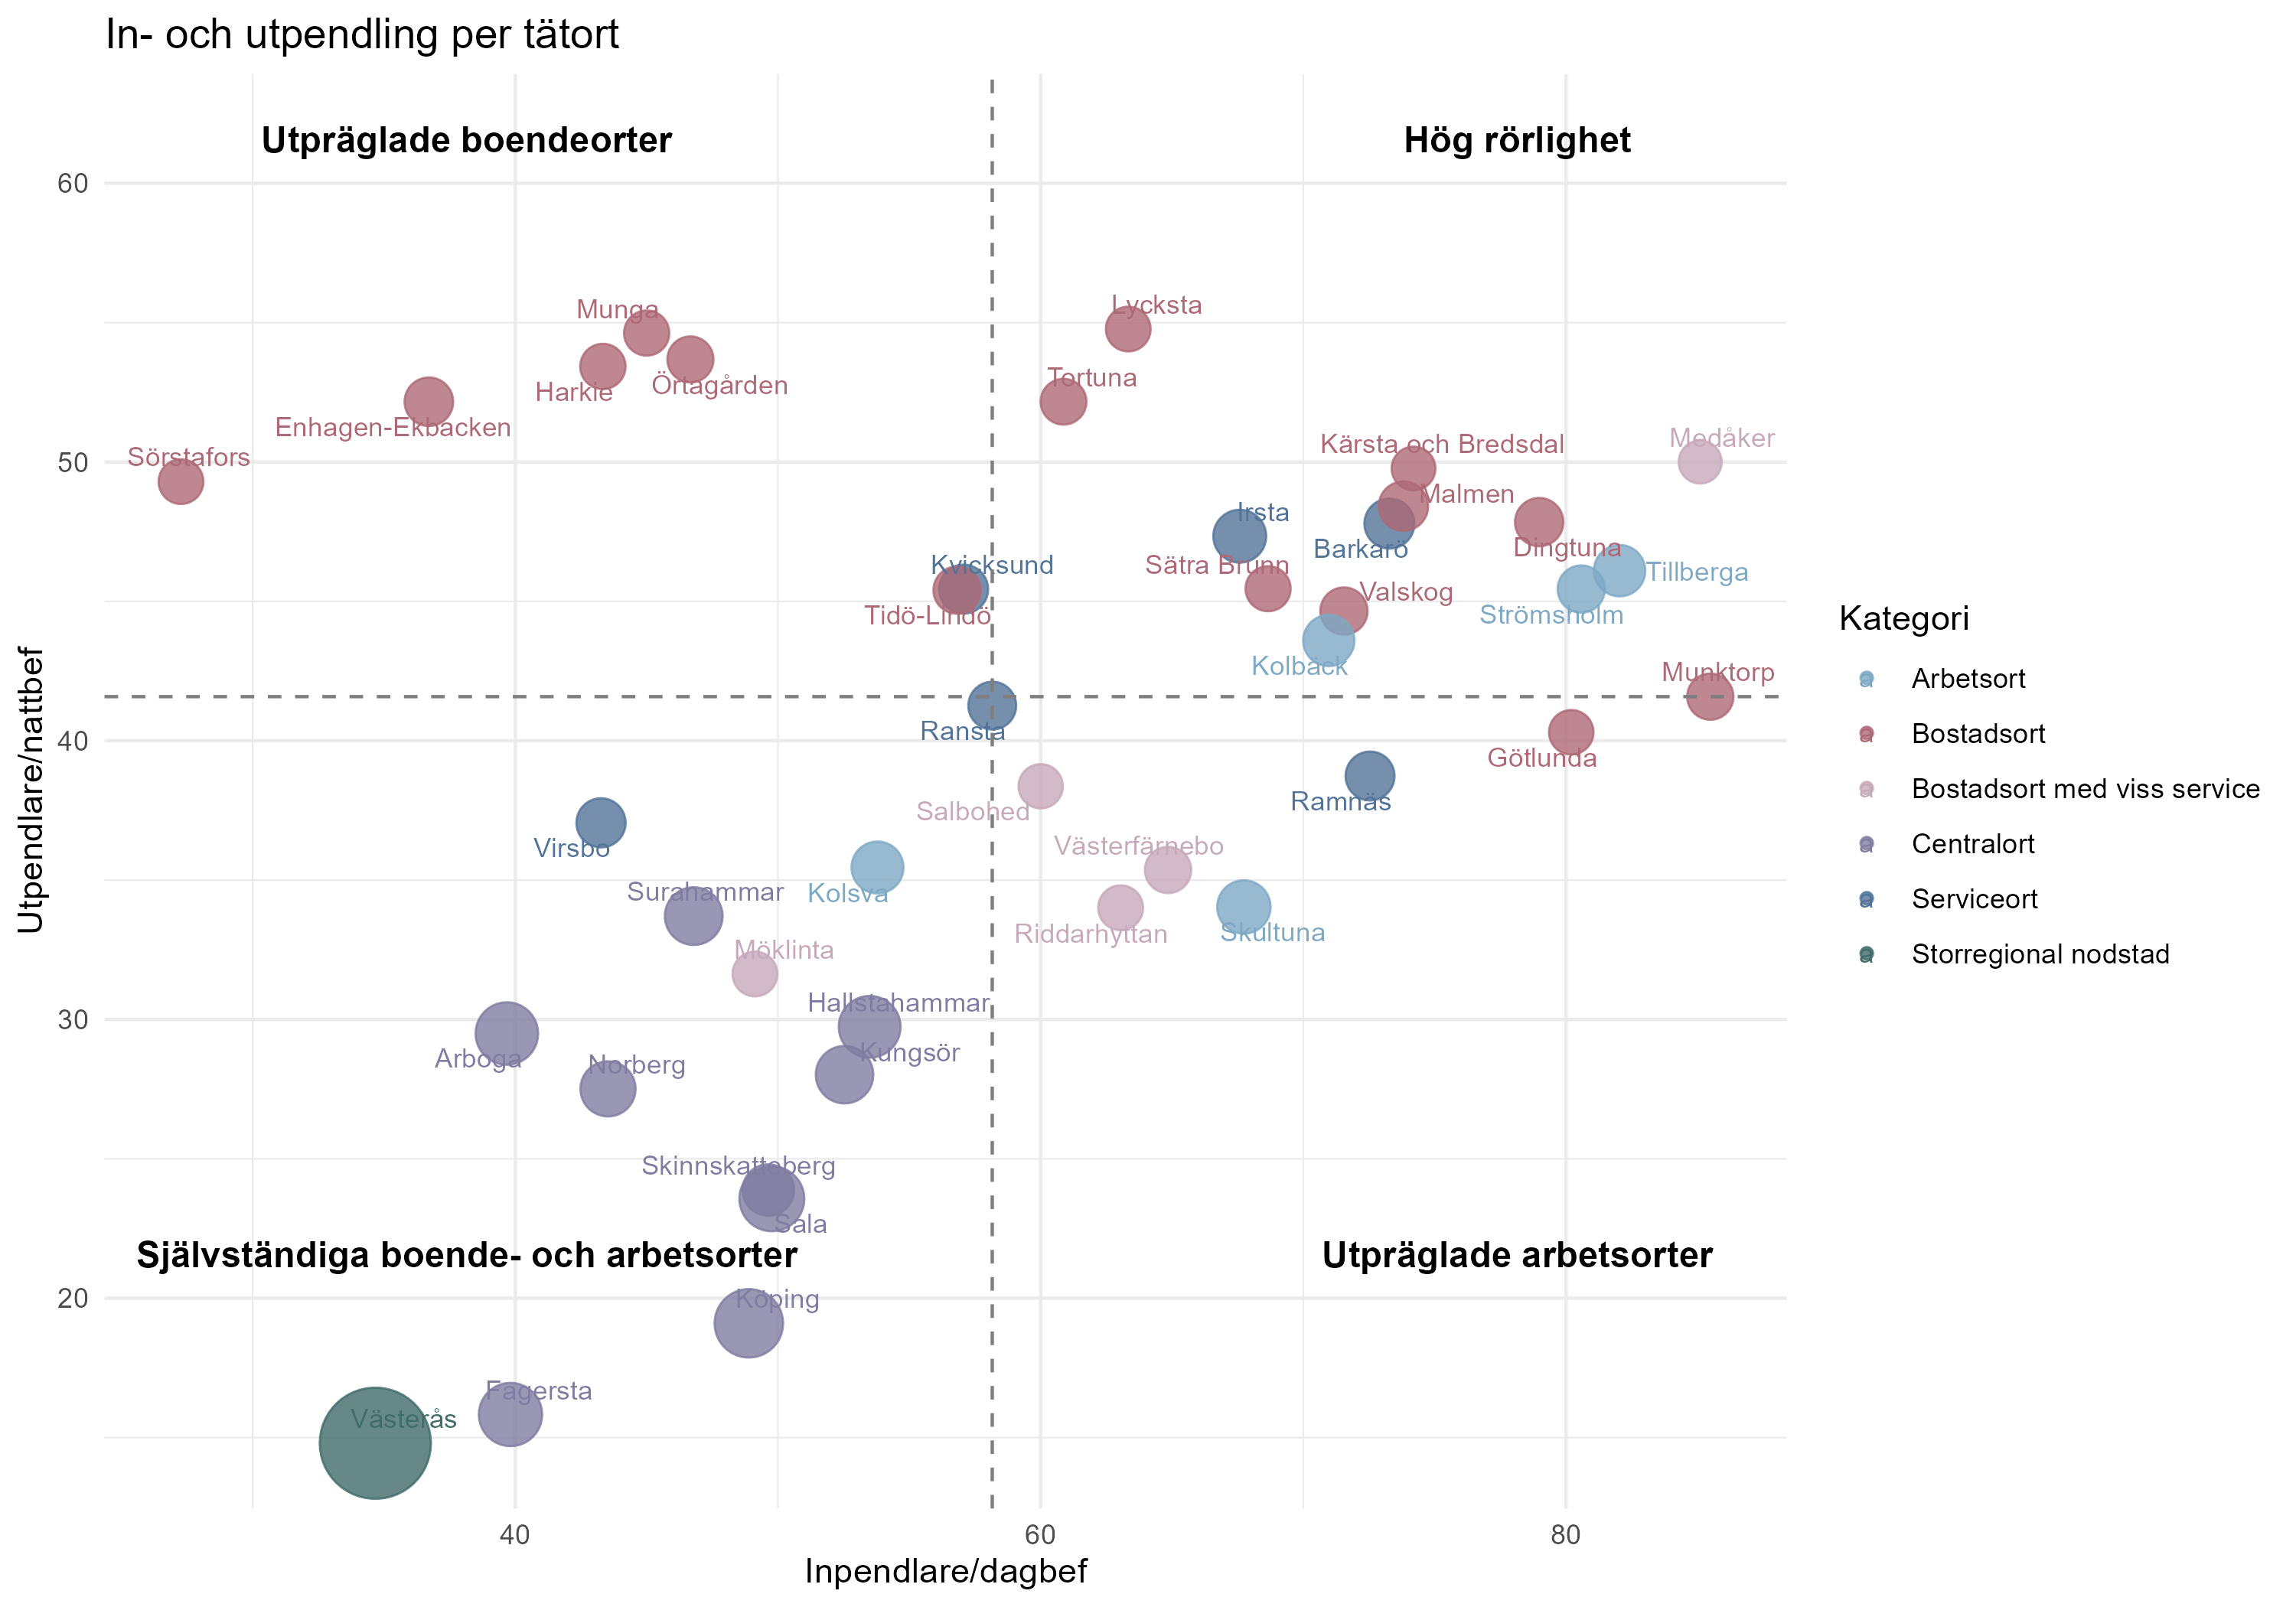 In- och utpendling per tätort
Utpräglade boendeorter
Hög rörlighet
60
Munga
Lycksta
Harkie
Örtagården
Tortuna
Enhagen-Ekbacken
Sörstafors
Kärsta och Bredsdal
Medåker
50
Malmen
Irsta
Barkarö
Dingtuna
Kvicksund
Sätra Brunn
Tillberga
Tidö-Lindö
Valskog
Strömsholm
Kolbäck
Munktorp
Ransta
40
Götlunda
Salbohed
Ramnäs
Virsbo
Västerfärnebo
Surahammar
Kolsva
Riddarhyttan
Skultuna
Möklinta
Hallstahammar
30
Arboga
Norberg
Kungsör
Skinnskatteberg
Sala
Självständiga boende- och arbetsorter
Utpräglade arbetsorter
20
Köping
Fagersta
Västerås
40
60
80
Inpendlare/dagbef
Utpendlare/nattbef
Kategori
a Arbetsort
a Bostadsort
a Bostadsort med viss service
a Centralort
a Serviceort
a Storregional nodstad